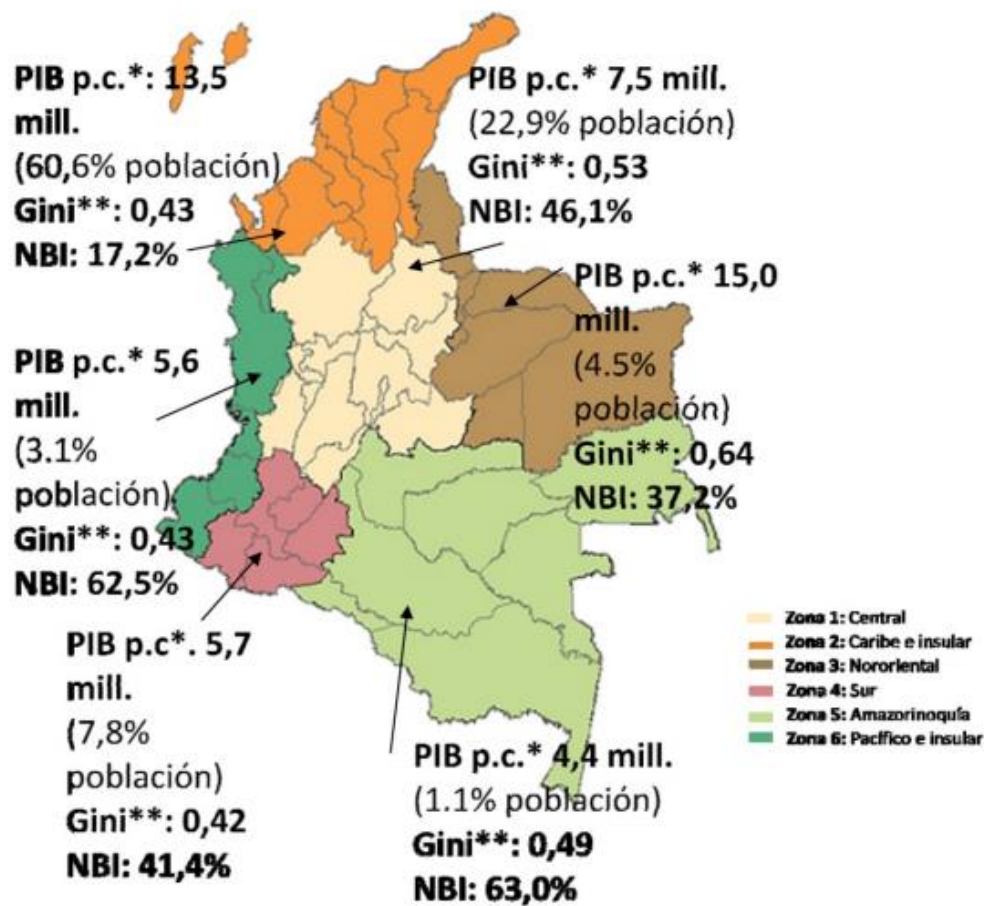 PIB p.c.*: 13,5
mill.
(60,6% población)
Gini**: 0,43
NBI: 17,2%
PIB p.c.* 7,5 mill.
(22,9% población)
Gini**: 0,53
NBI: 46,1%
PIB p.c.* 15,0
mill.
(4.5%
población)
Gini**: 0,64
NBI: 37,2%
PIB p.c.* 5,6
mill.
(3.1%
población)
Gini**: 0,43
NBI: 62,5%
PIB p.c*. 5,7
mill.
(7,8%
población)
Gini**: 0,42
NBI: 41,4%
PIB p.c.* 4,4 mill.
(1.1% población)
Gini**: 0,49
NBI: 63,0%
Zona 1: Central
Zona 2: Caribe e insular
Zona 3: Nororiental
Zona 4: Sur
Zona 5: Amazorinoquía
Zona 6: Pacífico e insular